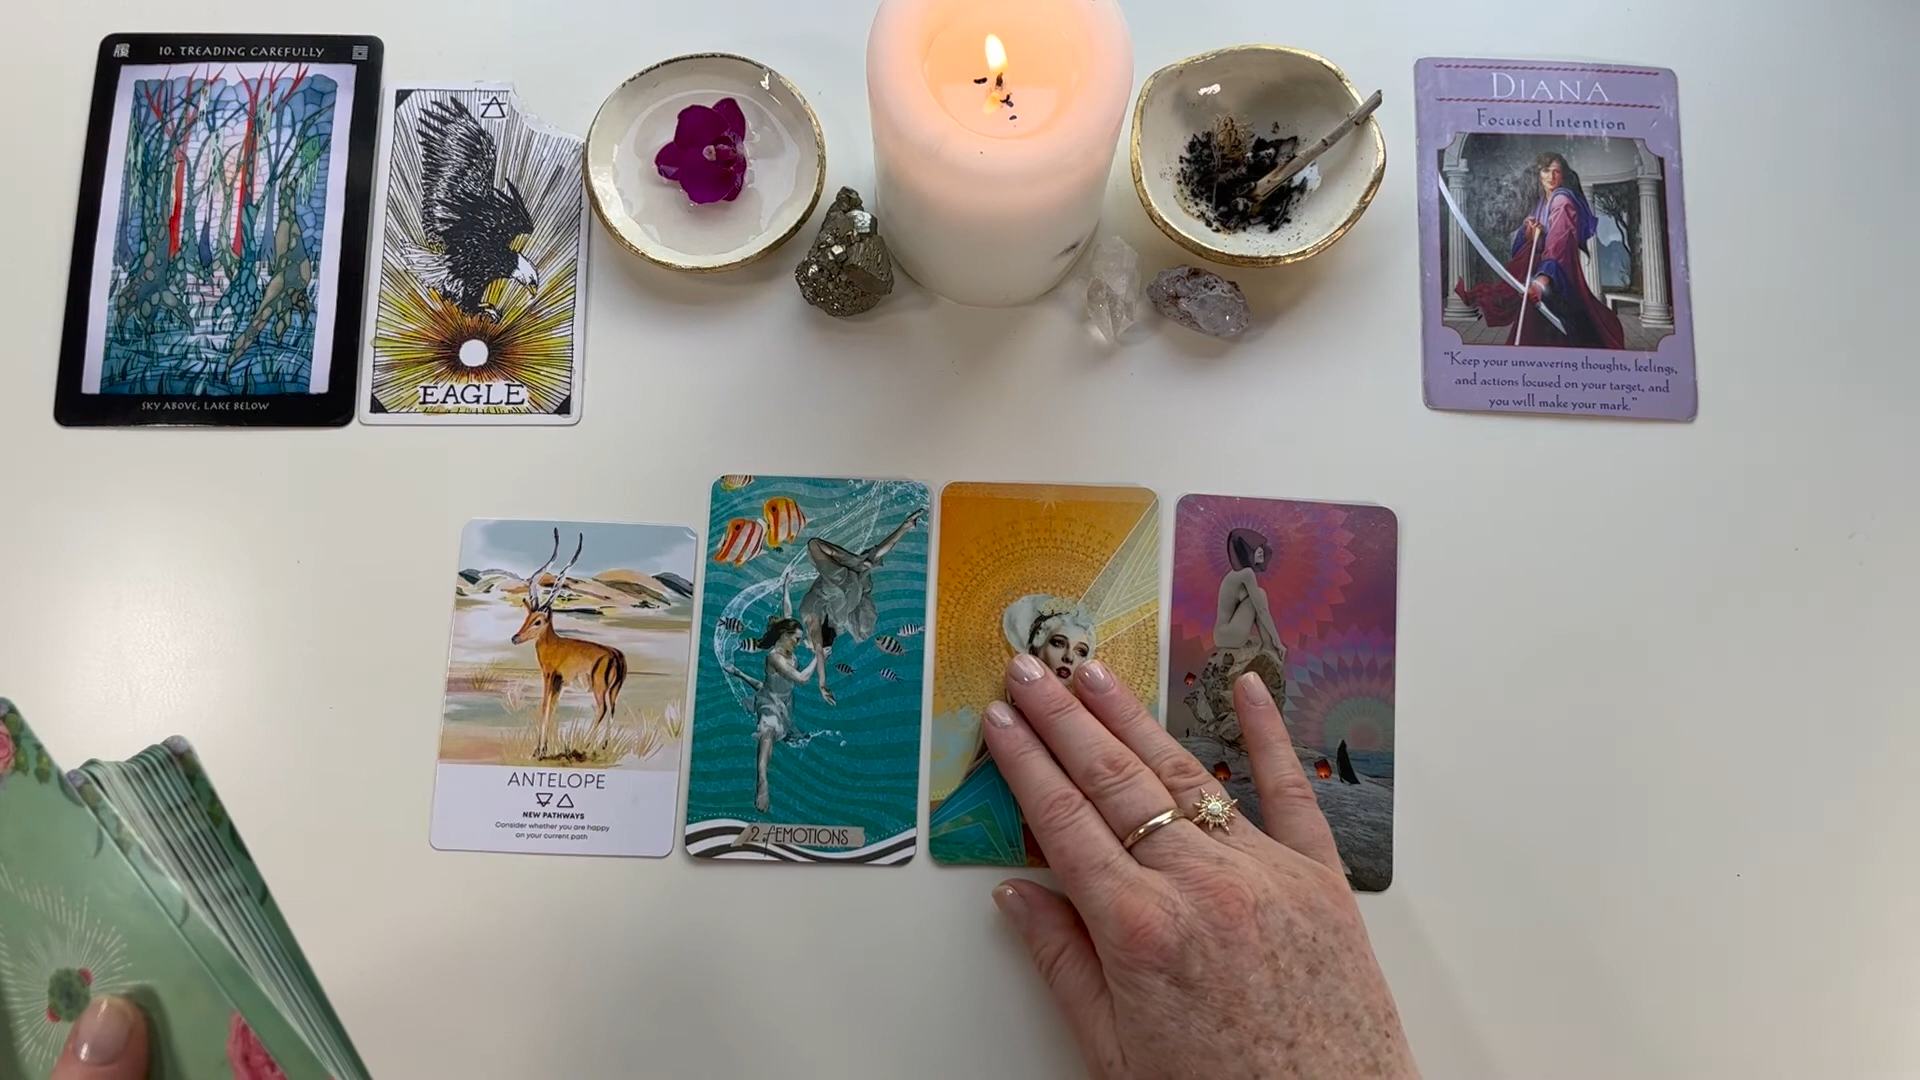 履
10. TREADING CAREFULLY
SKY ABOVE, LAKE BELOW
EAGLE
DIANA
Focused Intention
"Keep your unwavering thoughts, feelings,
and actions focused on your target, and
you will make your mark."
ANTELOPE
NEW PATHWAYS
Consider whether you are happy
on your current path
2 of EMOTIONS